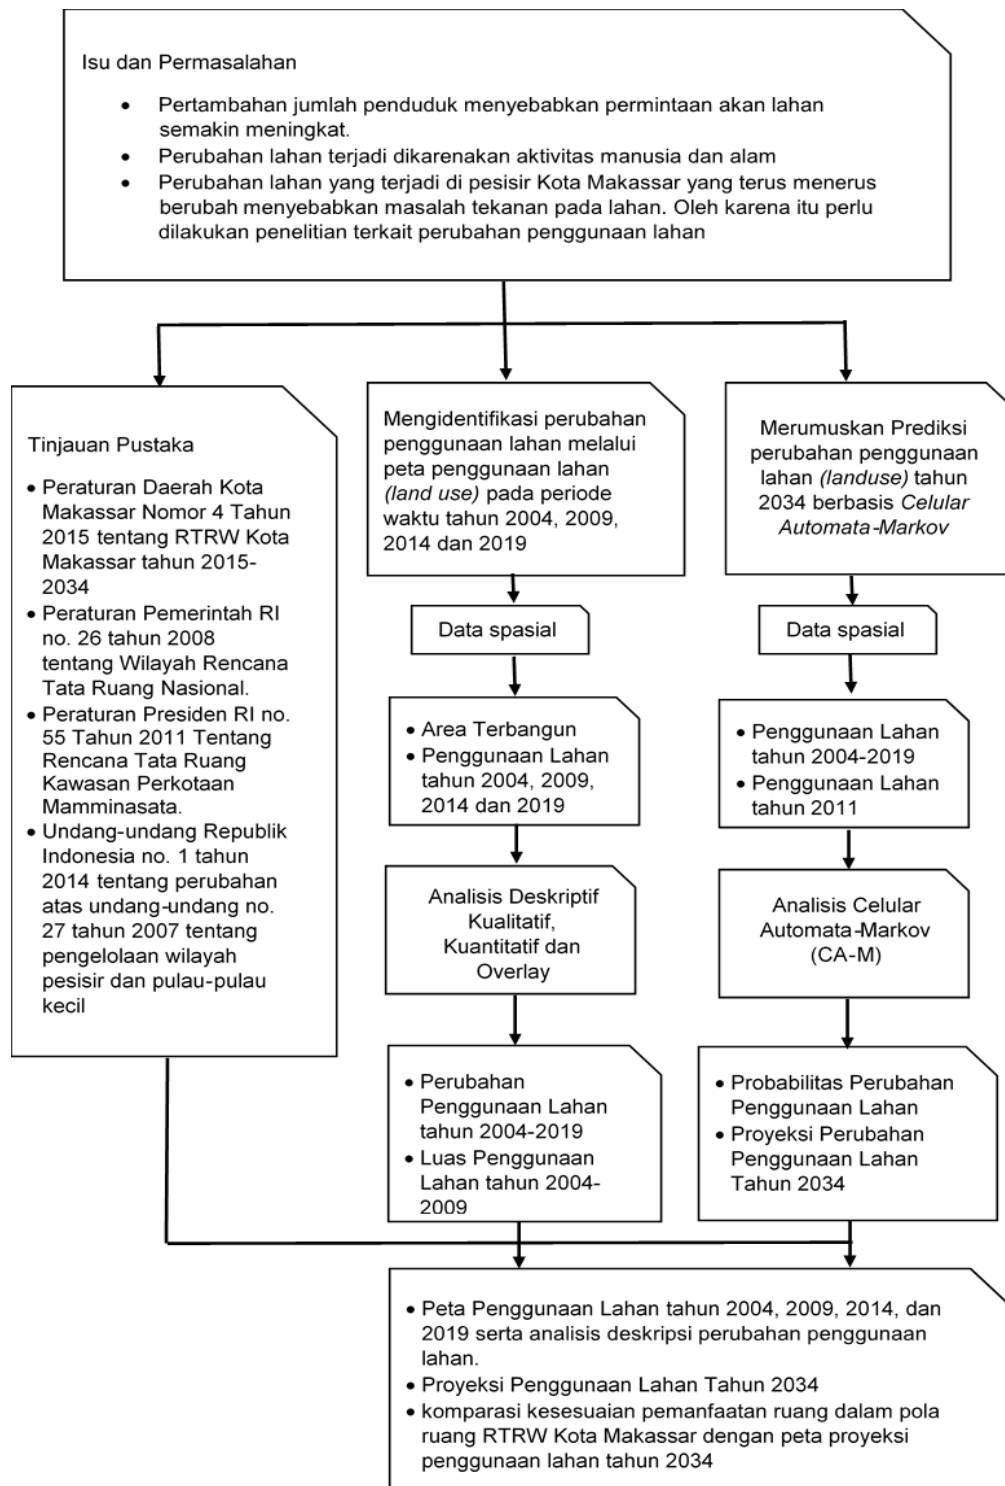 Isu dan Permasalahan
• Pertambahan jumlah penduduk menyebabkan permintaan akan lahan
semakin meningkat.
• Perubahan lahan terjadi dikarenakan aktivitas manusia dan alam
• Perubahan lahan yang terjadi di pesisir Kota Makassar yang terus menerus
berubah menyebabkan masalah tekanan pada lahan. Oleh karena itu perlu
dilakukan penelitian terkait perubahan penggunaan lahan
Tinjauan Pustaka
• Peraturan Daerah Kota
Makassar Nomor 4 Tahun
2015 tentang RTRW Kota
Makassar tahun 2015-
2034
• Peraturan Pemerintah RI
no. 26 tahun 2008
tentang Wilayah Rencana
Tata Ruang Nasional.
• Peraturan Presiden RI no.
55 Tahun 2011 Tentang
Rencana Tata Ruang
Kawasan Perkotaan
Mamminasata.
• Undang-undang Republik
Indonesia no. 1 tahun
2014 tentang perubahan
atas undang-undang no.
27 tahun 2007 tentang
pengelolaan wilayah
pesisir dan pulau-pulau
kecil
Mengidentifikasi perubahan
penggunaan lahan melalui
peta penggunaan lahan
(land use) pada periode
waktu tahun 2004, 2009,
2014 dan 2019
Data spasial
• Area Terbangun
• Penggunaan Lahan
tahun 2004, 2009,
2014 dan 2019
Analisis Deskriptif
Kualitatif,
Kuantitatif dan
Overlay
• Perubahan
Penggunaan Lahan
tahun 2004-2019
• Luas Penggunaan
Lahan tahun 2004-
2009
Merumuskan Prediksi
perubahan penggunaan
lahan (landuse) tahun
2034 berbasis Celular
Automata-Markov
Data spasial
• Penggunaan Lahan
tahun 2004-2019
• Penggunaan Lahan
tahun 2011
Analisis Celular
Automata-Markov
(CA-M)
• Probabilitas Perubahan
Penggunaan Lahan
• Proyeksi Perubahan
Penggunaan Lahan
Tahun 2034
• Peta Penggunaan Lahan tahun 2004, 2009, 2014, dan
2019 serta analisis deskripsi perubahan penggunaan
lahan.
• Proyeksi Penggunaan Lahan Tahun 2034
• komparasi kesesuaian pemanfaatan ruang dalam pola
ruang RTRW Kota Makassar dengan peta proyeksi
penggunaan lahan tahun 2034